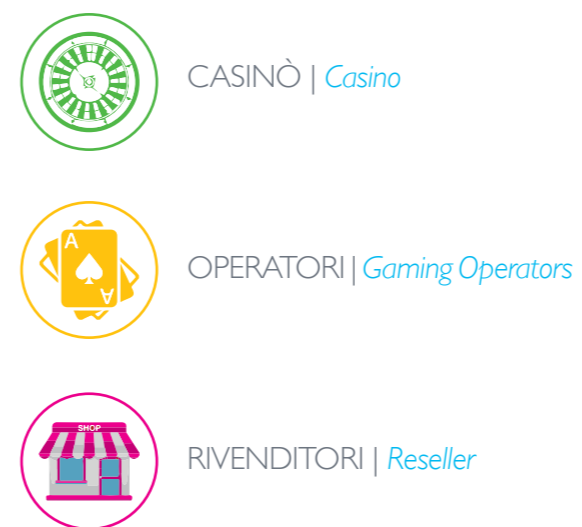 CASINÒ | Casino
A
A
OPERATORI | Gaming Operators
SHOP
RIVENDITORI | Reseller